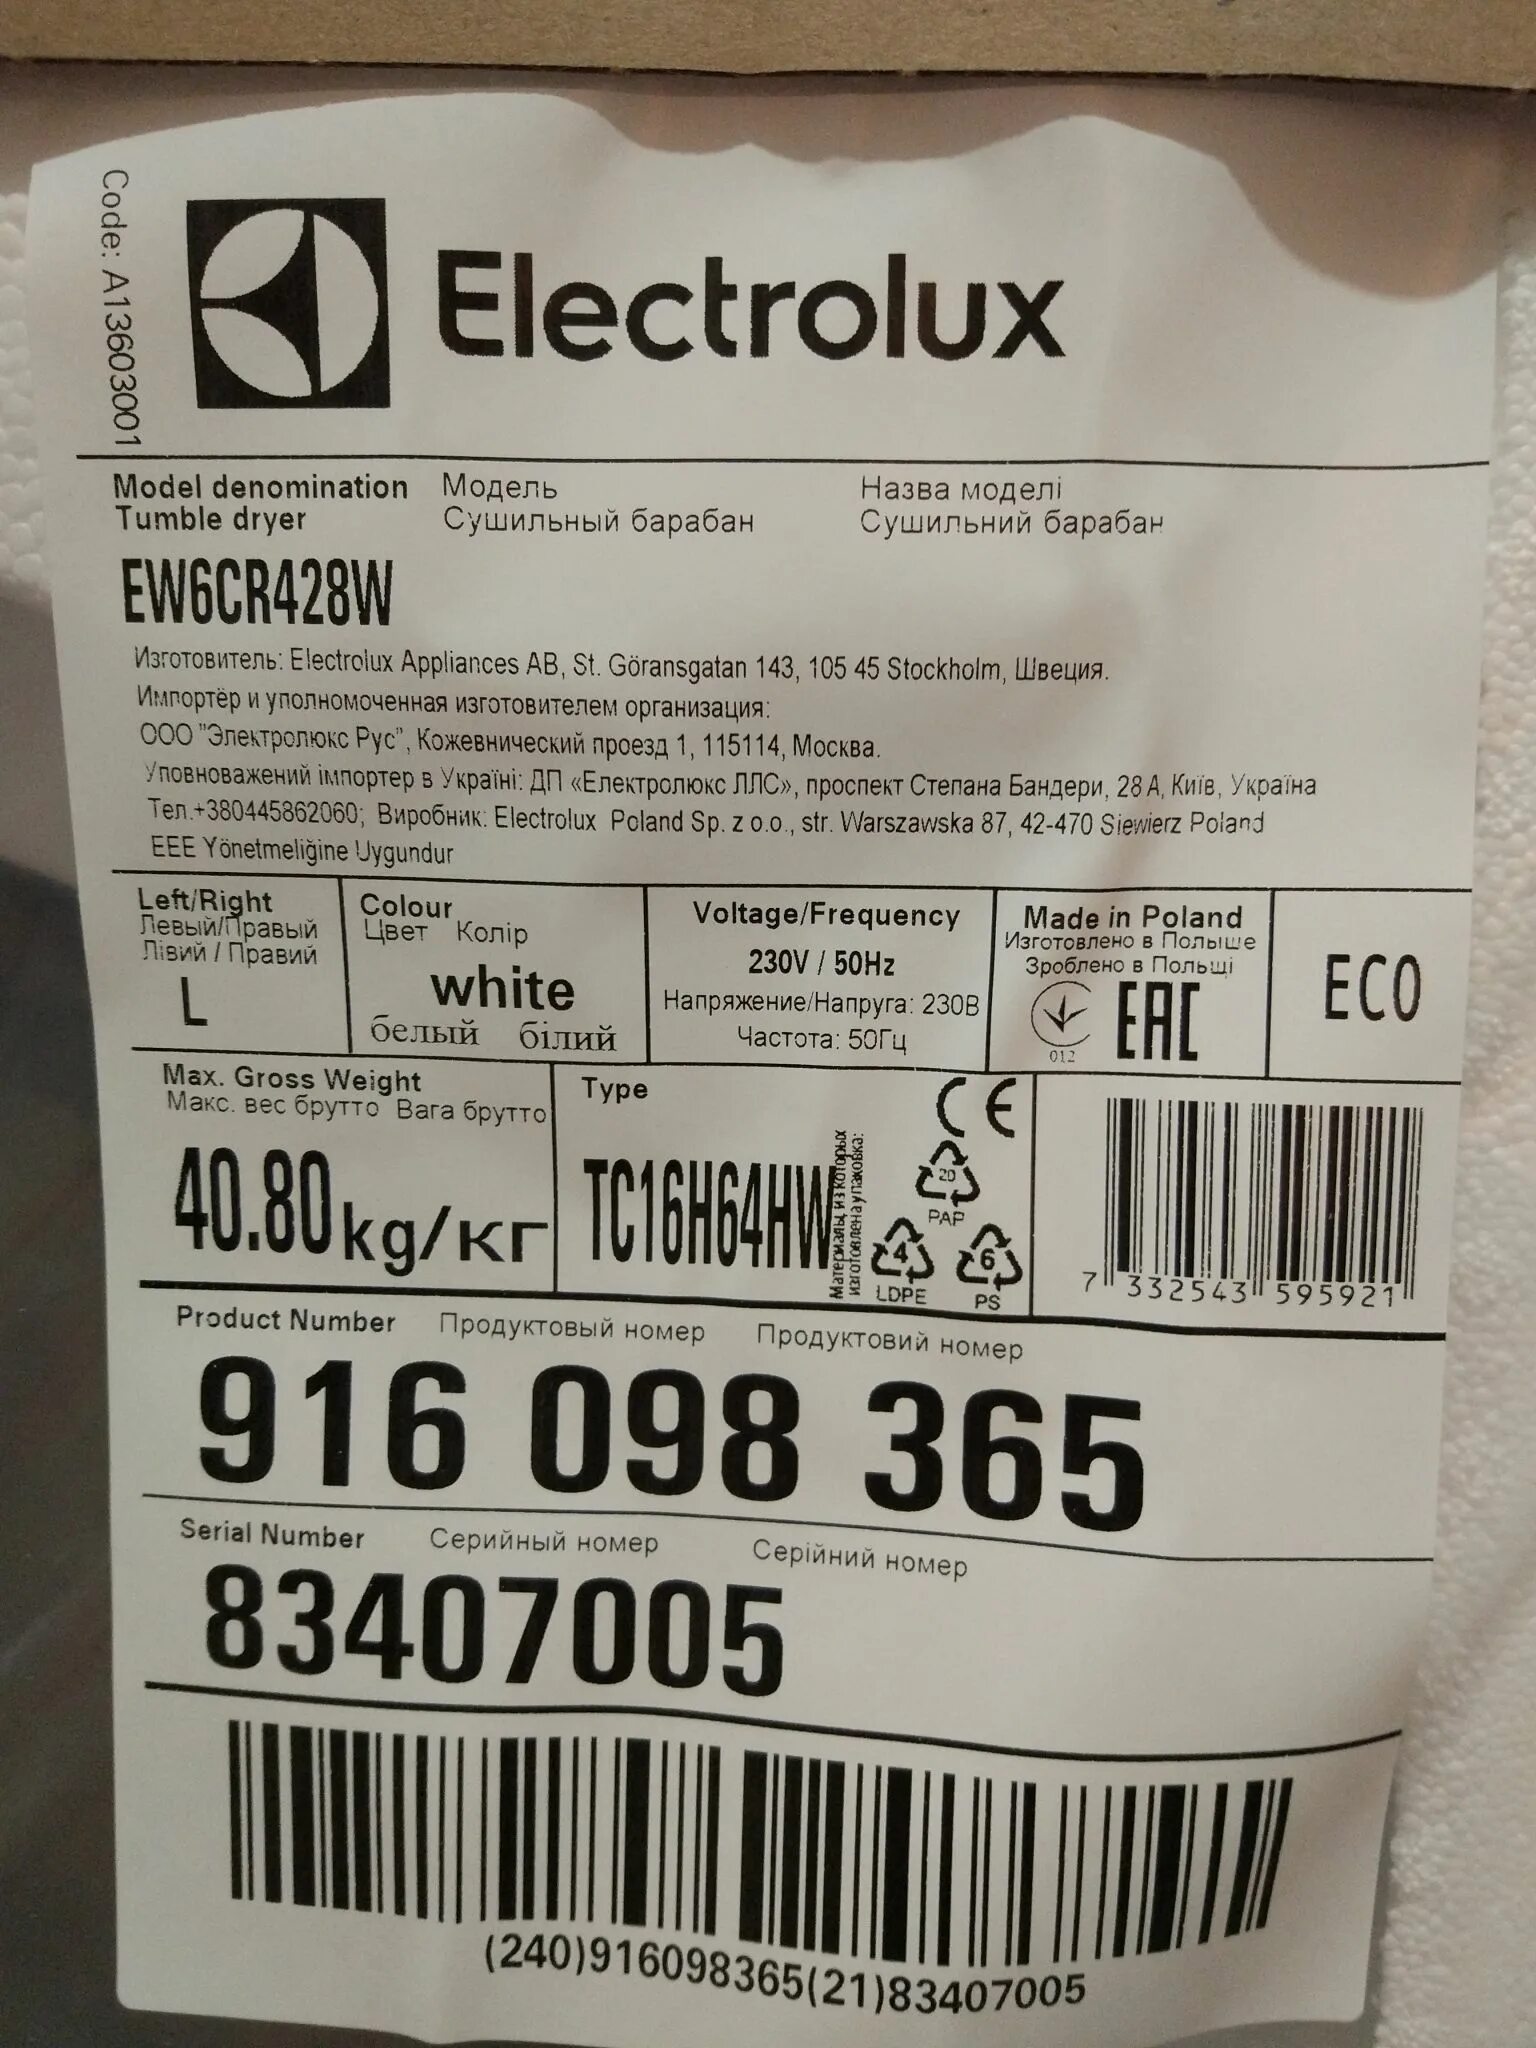 Code: A13603001
Electrolux
Model denomination Модель Назва моделі
Tumble dryer Сушильный барабан Сушильний барабан
EW6CR428W
Изготовитель: Electrolux Appliances AB, St. Göransgatan 143, 105 45 Stockholm, Швеция.
Импортёр и уполномоченная изготовителем организация:
ООО "Электролюкс Рус", Кожевнический проезд 1, 115114, Москва.
Уповноважений імпортер в Україні: ДП «Електролюкс ЛЛС», проспект Степана Бандери, 28 А, Київ, Україна
Тел.+380445862060; Виробник: Electrolux Poland Sp. z o.o., str. Warszawska 87, 42-470 Siewierz Poland
EEE Yönetmeliğine Uygundur
Left/Right
Левый/Правый
Лівий / Правий
L
Colour
Цвет Колір
white
белый білий
Voltage/Frequency
230V / 50Hz
Напряжение/Напруга: 230В
Частота: 50Гц
Made in Poland
Изготовлено в Польше
Зроблено в Польщі
012
EAC
ECO
Max. Gross Weight
Макс. вес брутто Вага брутто
40.80 kg/кг
Type
TC16H64HW
Материалы, из которых
изготовлена упаковка:
CE
20
PAP
4
LDPE
6
PS
7 332543 595921
Product Number Продуктовый номер Продуктовий номер
916 098 365
Serial Number Серийный номер Серійний номер
83407005
(240)916098365(21)83407005